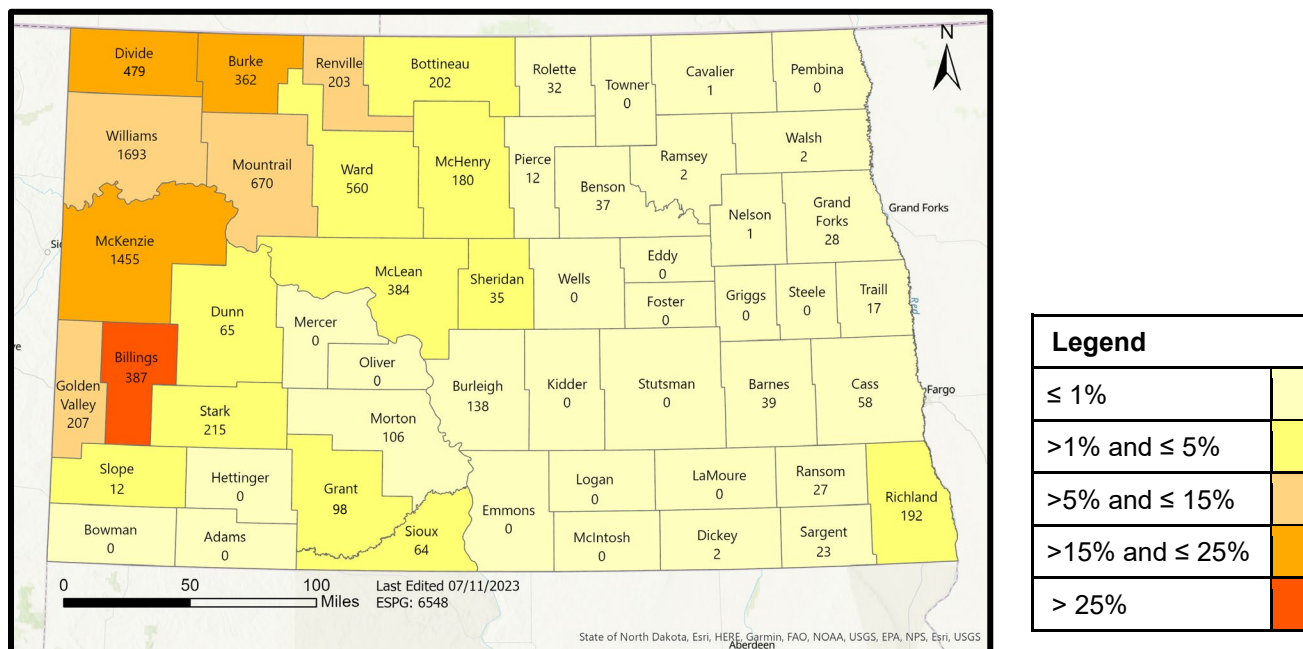 N
Divide
479
Burke
362
Renville
203
Bottineau
202
Rolette
32
Towner
0
Cavalier
1
Pembina
0
Williams
1693
Mountrail
670
Ward
560
McHenry
180
Pierce
12
Benson
37
Ramsey
2
Walsh
2
Nelson
1
Grand
Forks
28
Grand Forks
McKenzie
1455
Dunn
65
McLean
384
Sheridan
35
Wells
0
Eddy
0
Foster
0
Griggs
0
Steele
0
Traill
17
Red
Mercer
0
Oliver
0
Billings
387
Golden
Valley
207
Stark
215
Morton
106
Burleigh
138
Kidder
0
Stutsman
0
Barnes
39
Cass
58
Fargo
Slope
12
Hettinger
0
Grant
98
Sioux
64
Bowman
0
Adams
0
Emmons
0
Logan
0
McIntosh
0
LaMoure
0
Dickey
2
Ransom
27
Sargent
23
Richland
192
0 50 100
Miles
Last Edited 07/11/2023
ESPG: 6548
State of North Dakota, Esri, HERE, Garmin, FAO, NOAA, USGS, EPA, NPS, Esri, USGS
Aberdeen
Legend
≤ 1%
>1% and ≤ 5%
>5% and ≤ 15%
>15% and ≤ 25%
> 25%